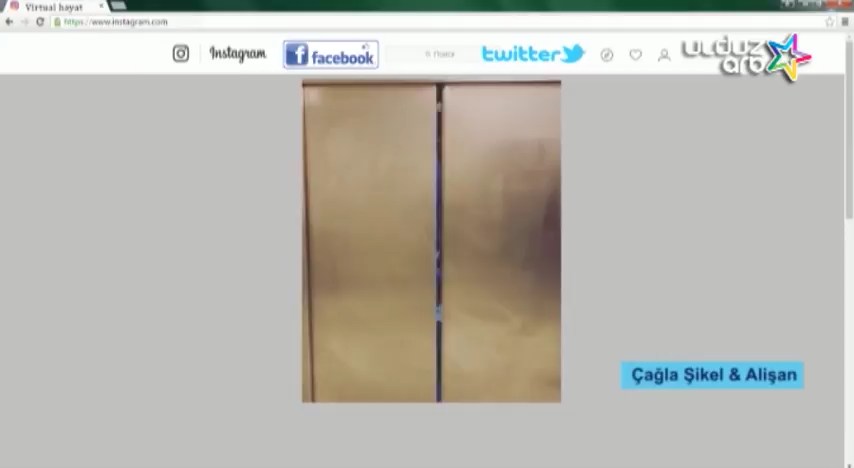 Virtual hayat
https://www.instagram.com
Instagram
facebook
twitter
ULDUZ
arb
Çağla Şikel & Alişan